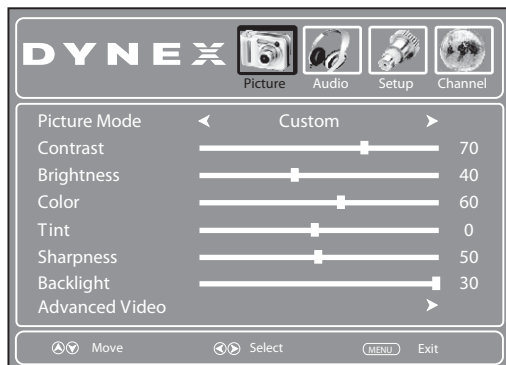 DYNEX
Picture Audio Setup Channel
Picture Mode Custom
Contrast 70
Brightness 40
Color 60
Tint 0
Sharpness 50
Backlight 30
Advanced Video
Move Select MENU Exit